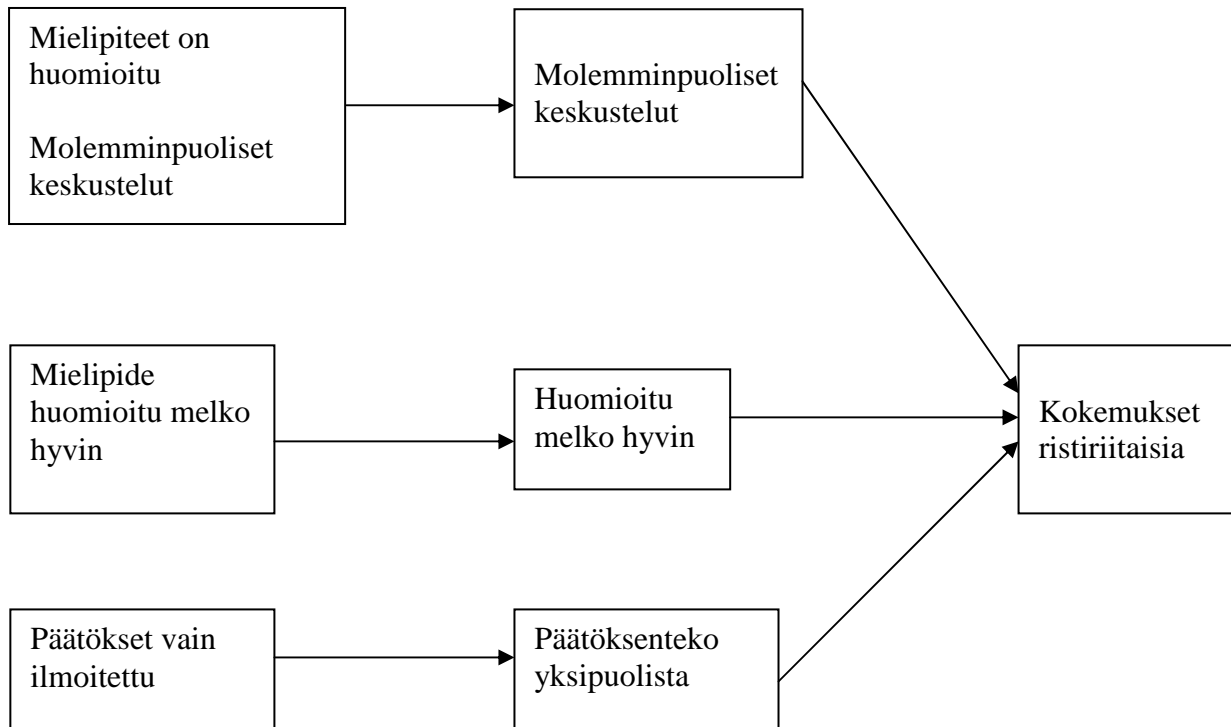 Mielipiteet on
huomioitu
Molemminpuoliset
keskustelut
Molemminpuoliset
keskustelut
Mielipide
huomioitu melko
hyvin
Huomioitu
melko hyvin
Kokemukset
ristiriitaisia
Päätökset vain
ilmoitettu
Päätöksenteko
yksipuolista